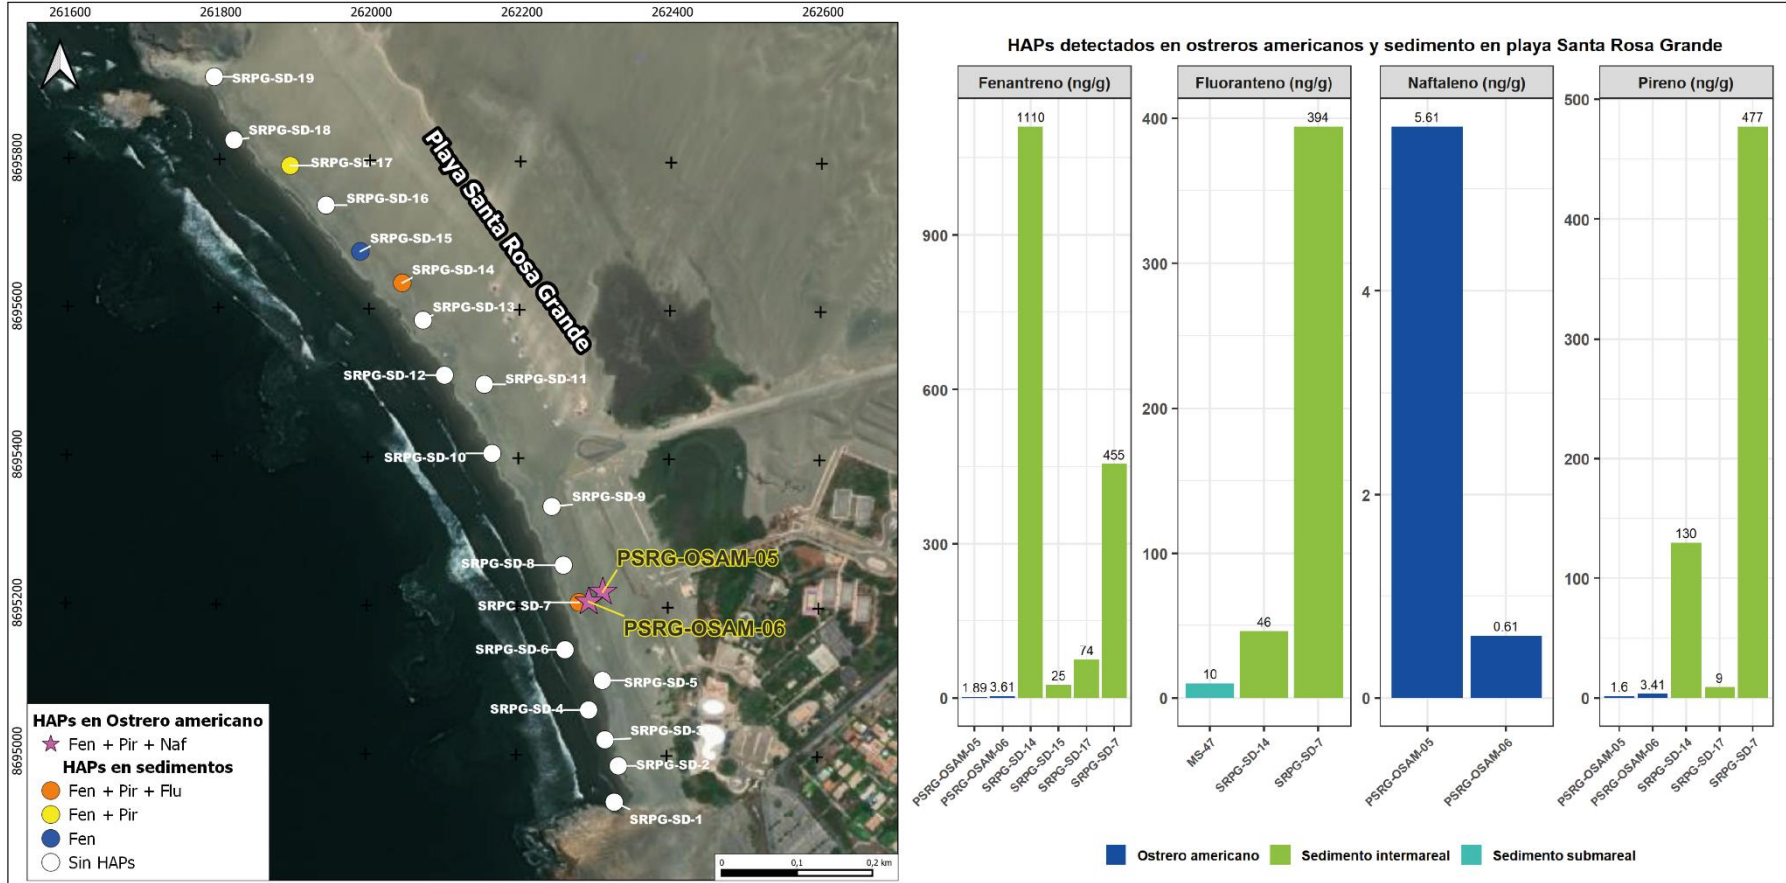 261600 261800 262000 262200 262400 262600
8695800
8695600
8695400
8695200
8695000
SRPG-SD-19
SRPG-SD-18
SRPG-SD-17
SRPG-SD-16
SRPG-SD-15
SRPG-SD-14
SRPG-SD-13
SRPG-SD-12
SRPG-SD-11
SRPG-SD-10
SRPG-SD-9
SRPG-SD-8
SRPC SD-7
SRPG-SD-6
SRPG-SD-5
SRPG-SD-4
SRPG-SD-3
SRPG-SD-2
SRPG-SD-1
Playa Santa Rosa Grande
PSRG-OSAM-05
PSRG-OSAM-06
HAPs en Ostrero americano
Fen + Pir + Naf
HAPs en sedimentos
Fen + Pir + Flu
Fen + Pir
Fen
Sin HAPs
0 0,1 0,2 km
HAPs detectados en ostreros americanos y sedimento en playa Santa Rosa Grande
Fenantreno (ng/g)
900
600
300
0
1.89 3.61 1110 25 74 455
PSRG-OSAM-05
PSRG-OSAM-06
SRPG-SD-14
SRPG-SD-15
SRPG-SD-17
SRPG-SD-7
Fluoranteno (ng/g)
400
300
200
100
0
10 46 394
MS-47
SRPG-SD-14
SRPG-SD-7
Naftaleno (ng/g)
4
2
0
5.61 0.61
PSRG-OSAM-05
PSRG-OSAM-06
Pireno (ng/g)
500
400
300
200
100
0
1.6 3.41 130 9 477
PSRG-OSAM-05
PSRG-OSAM-06
SRPG-SD-14
SRPG-SD-17
SRPG-SD-7
Ostrero americano Sedimento intermareal Sedimento submareal